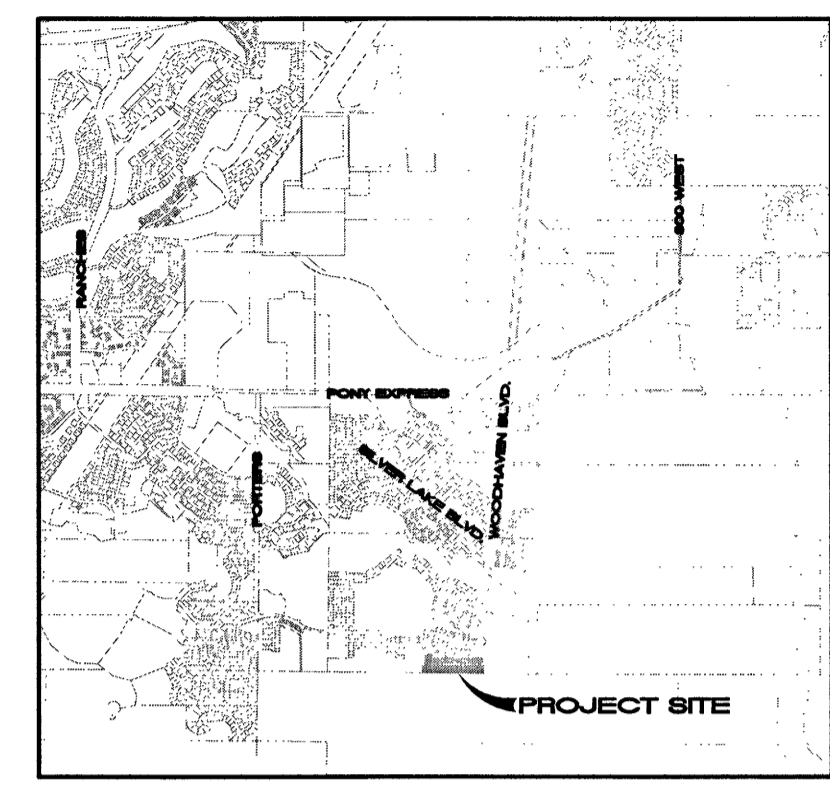 800 WEST
RANCHES
PONY EXPRESS
WOODHAVEN BLVD.
SILVER LAKE BLVD.
PORTERS
PROJECT SITE